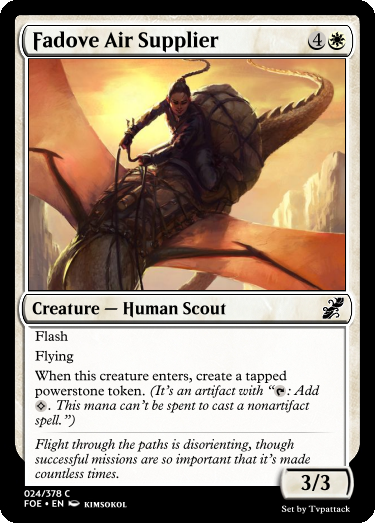 Fadove Air Supplier 4
Creature — Human Scout
Flash
Flying
When this creature enters, create a tapped
powerstone token. (It's an artifact with “: Add
. This mana can't be spent to cast a nonartifact
spell.”)
Flight through the paths is disorienting, though
successful missions are so important that it's made
countless times.
3/3
024/378 C
FOE • EN KIMSOKOL
Set by Tvpattack